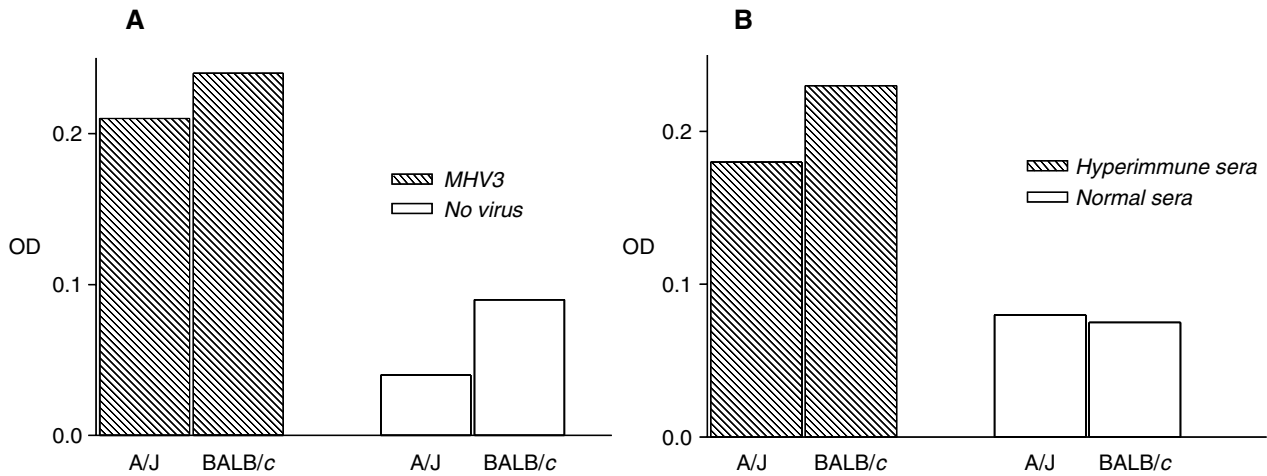 A
0.2
MHV3
No virus
OD
0.1
0.0
A/J BALB/c A/J BALB/c
B
0.2
Hyperimmune sera
Normal sera
OD
0.1
0.0
A/J BALB/c A/J BALB/c